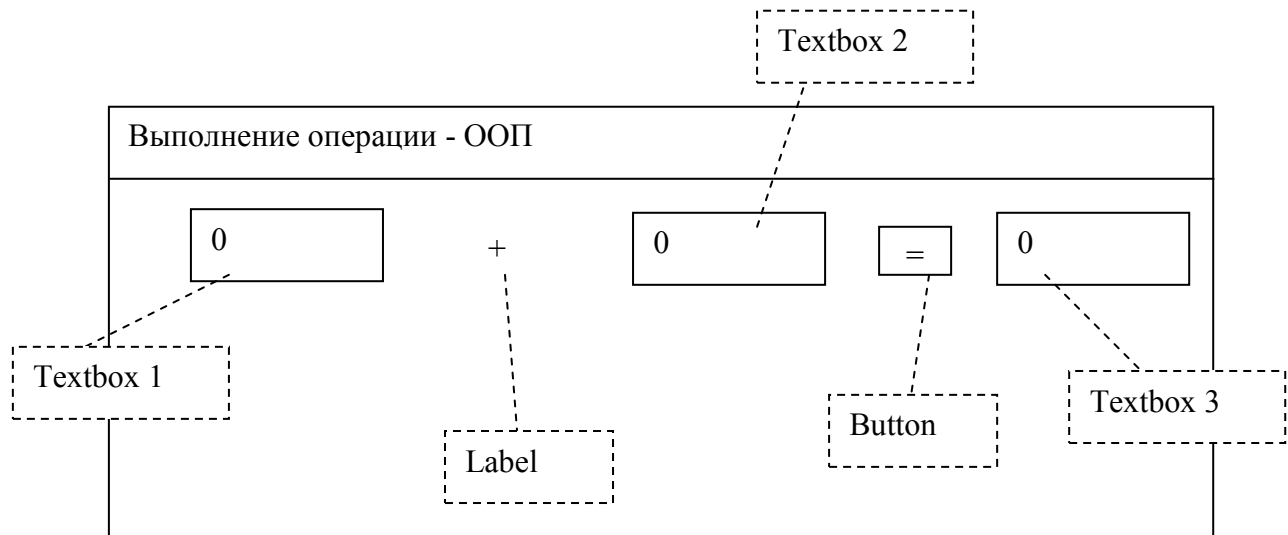 Textbox 2
Выполнение операции - ООП
0 + 0 = 0
Textbox 1
Textbox 3
Button
Label